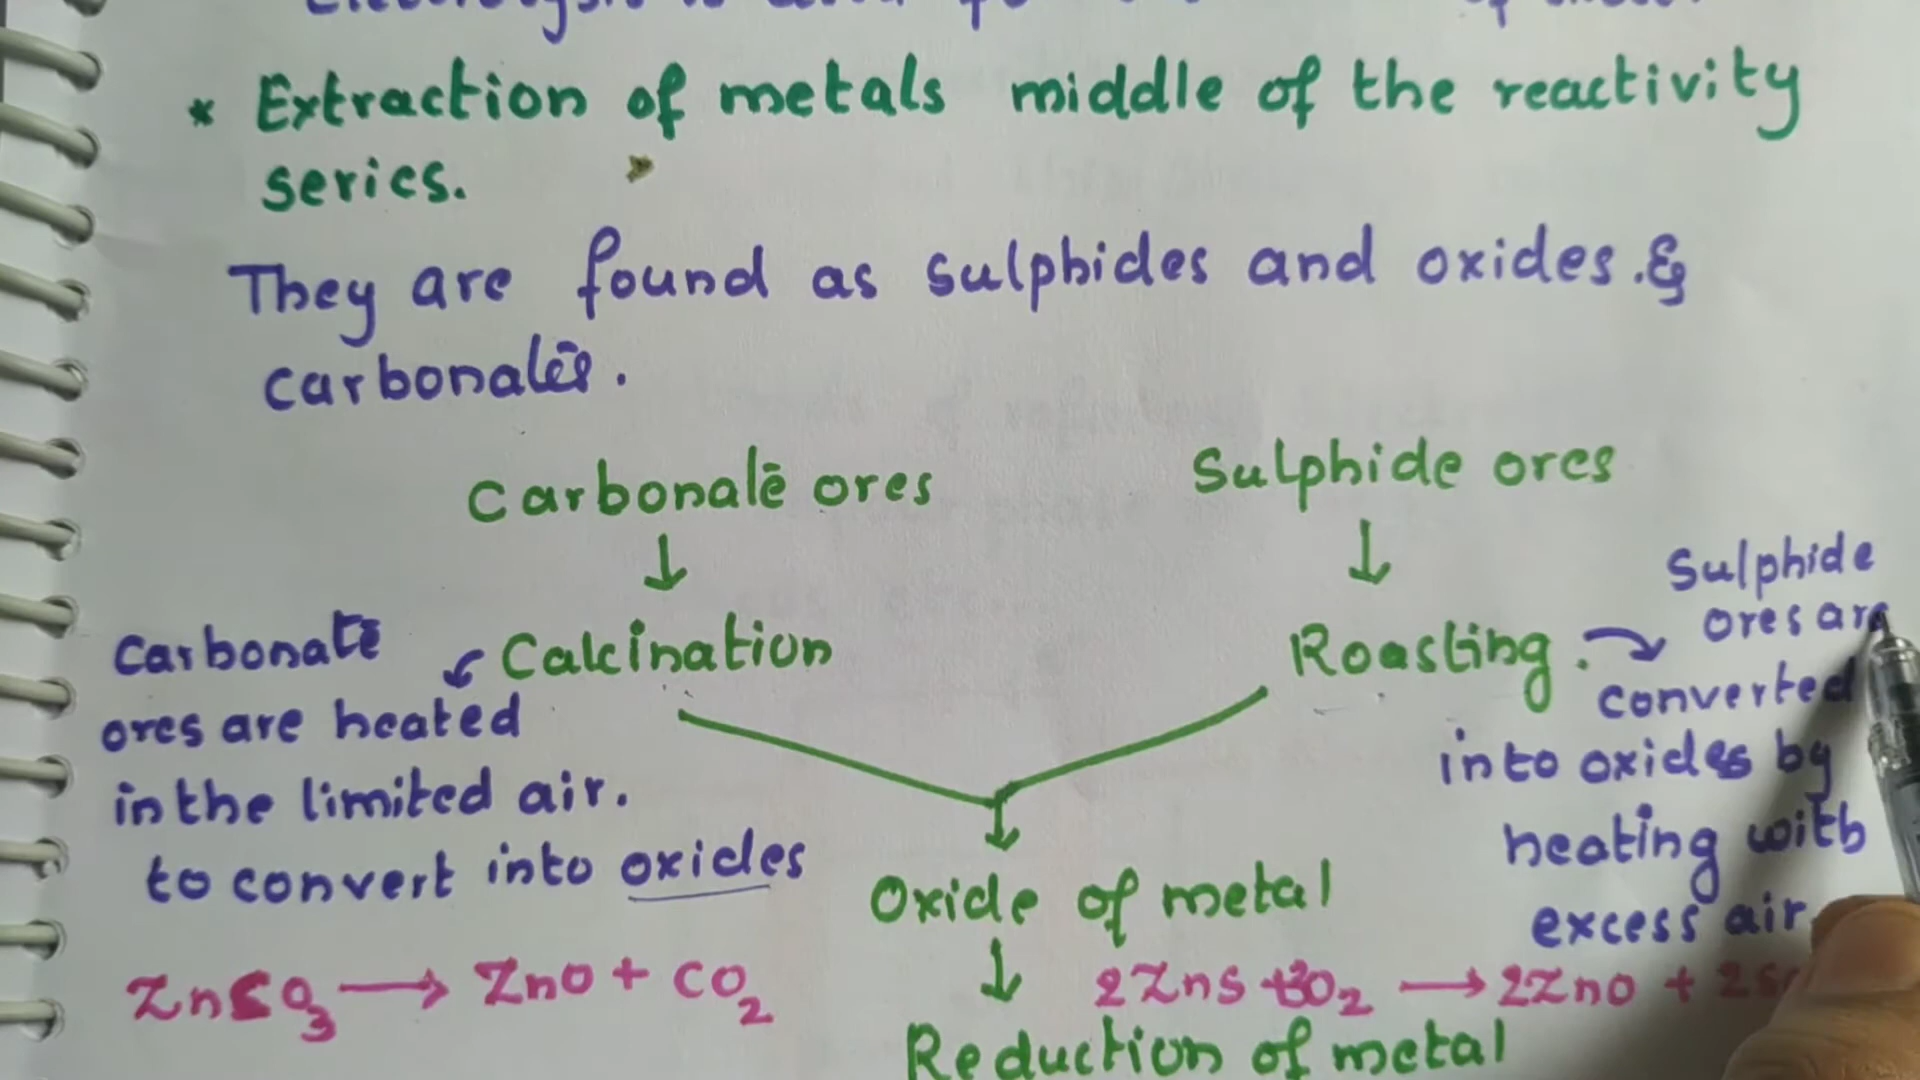 * Extraction of metals middle of the reactivity
series.
They are found as sulphides and oxides. &
carbonates.
Carbonate ores
Sulphide ores
↓
↓
Calcination
Roasting.
Carbonate
ores are heated
in the limited air.
to convert into oxides
Sulphide
ores are
converted
into oxides by
heating with
excess air
Oxide of metal
↓
ZnCO3 → ZnO + CO2
2ZnS + 3O2 → 2ZnO +
Reduction of metal